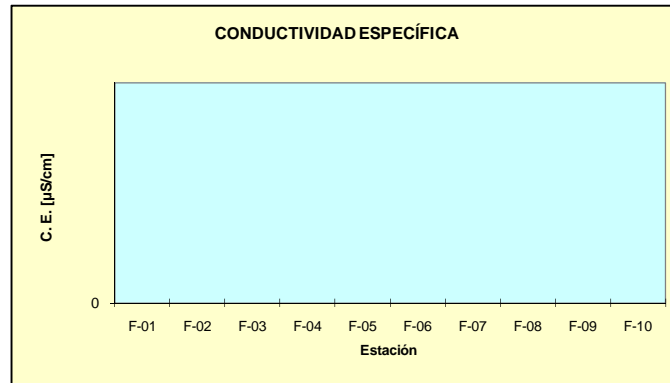 CONDUCTIVIDAD ESPECÍFICA
C. E. [µS/cm]
0
F-01 F-02 F-03 F-04 F-05 F-06 F-07 F-08 F-09 F-10
Estación